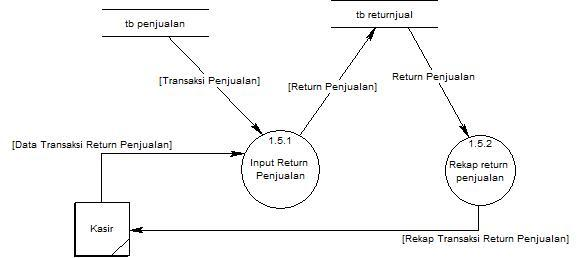 tb penjualan
tb returnjual
[Transaksi Penjualan]
[Return Penjualan]
Return Penjualan
[Data Transaksi Return Penjualan]
1.5.1
Input Return
Penjualan
1.5.2
Rekap return
penjualan
Kasir
[Rekap Transaksi Return Penjualan]